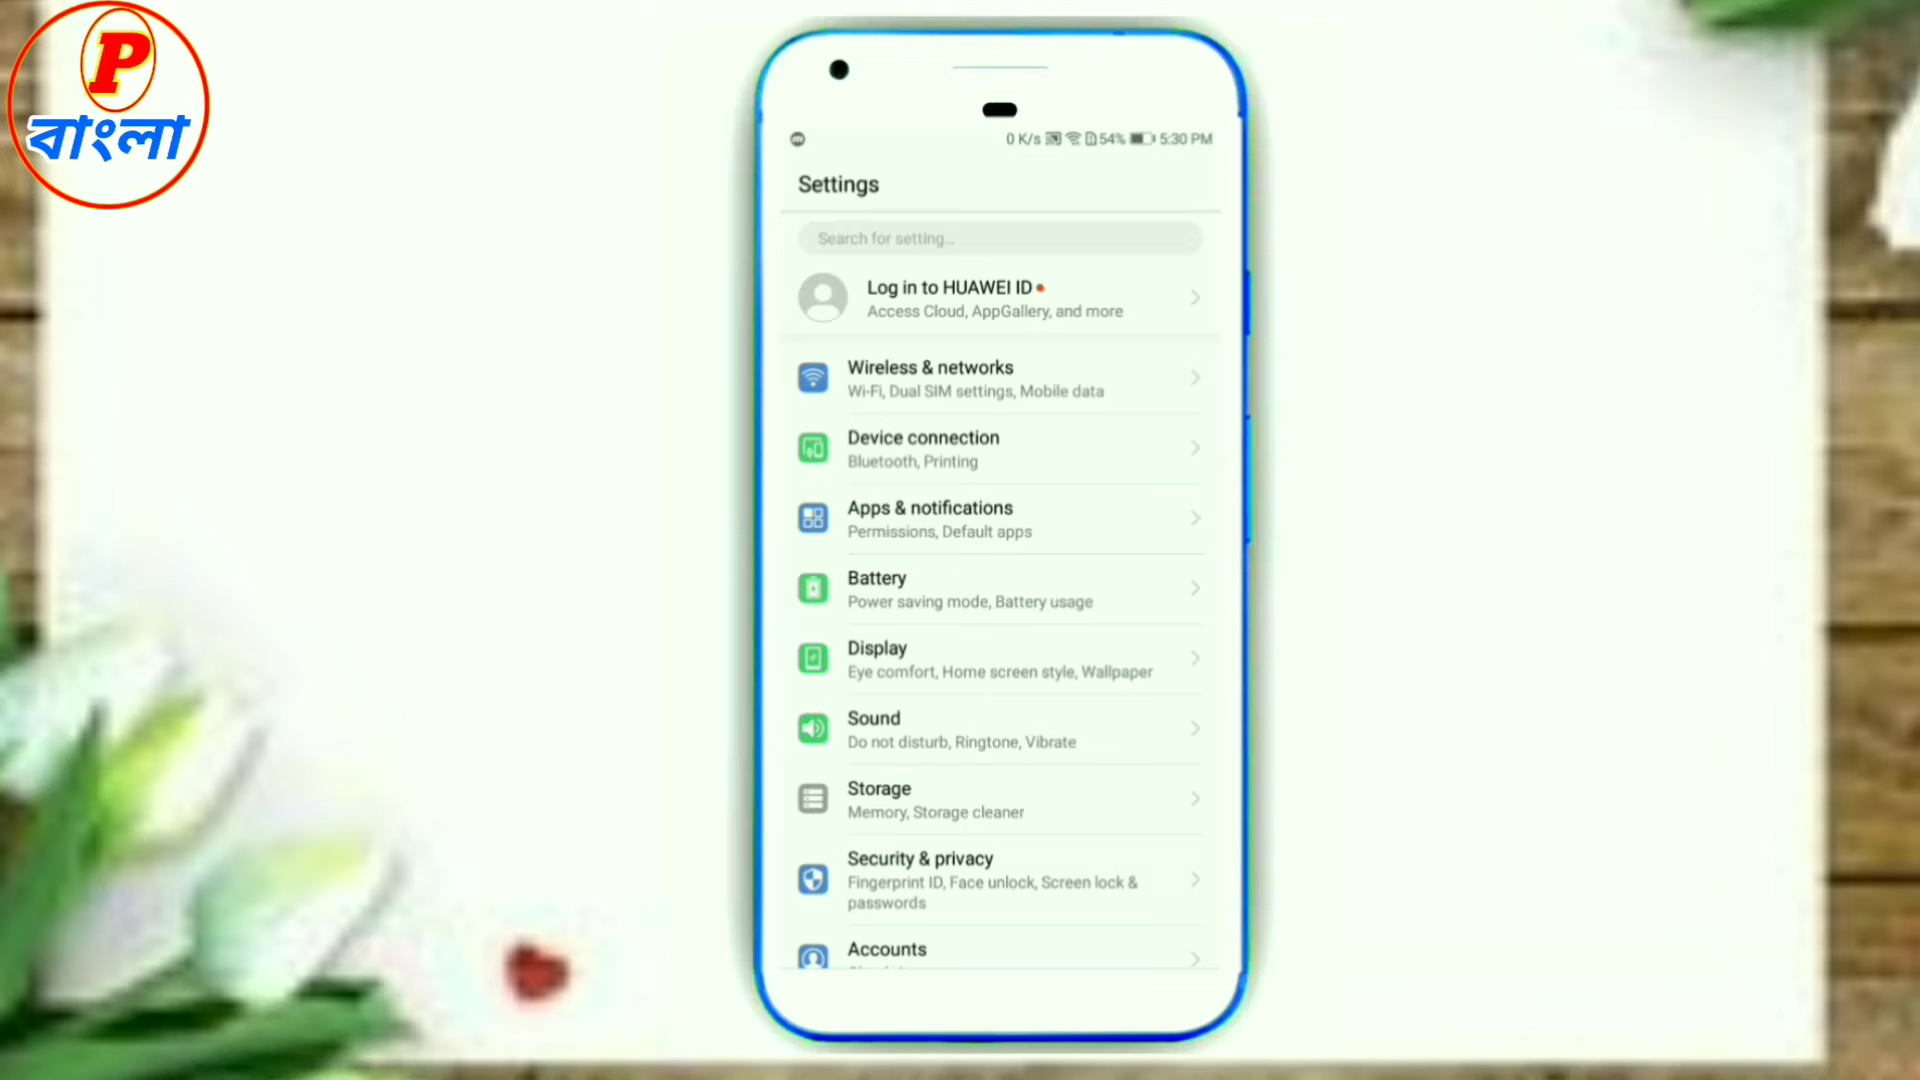 P
বাংলা
0 K/s 54% 5:30 PM
Settings
Search for setting...
Log in to HUAWEI ID
Access Cloud, AppGallery, and more
Wireless & networks
Wi-Fi, Dual SIM settings, Mobile data
Device connection
Bluetooth, Printing
Apps & notifications
Permissions, Default apps
Battery
Power saving mode, Battery usage
Display
Eye comfort, Home screen style, Wallpaper
Sound
Do not disturb, Ringtone, Vibrate
Storage
Memory, Storage cleaner
Security & privacy
Fingerprint ID, Face unlock, Screen lock &
passwords
Accounts